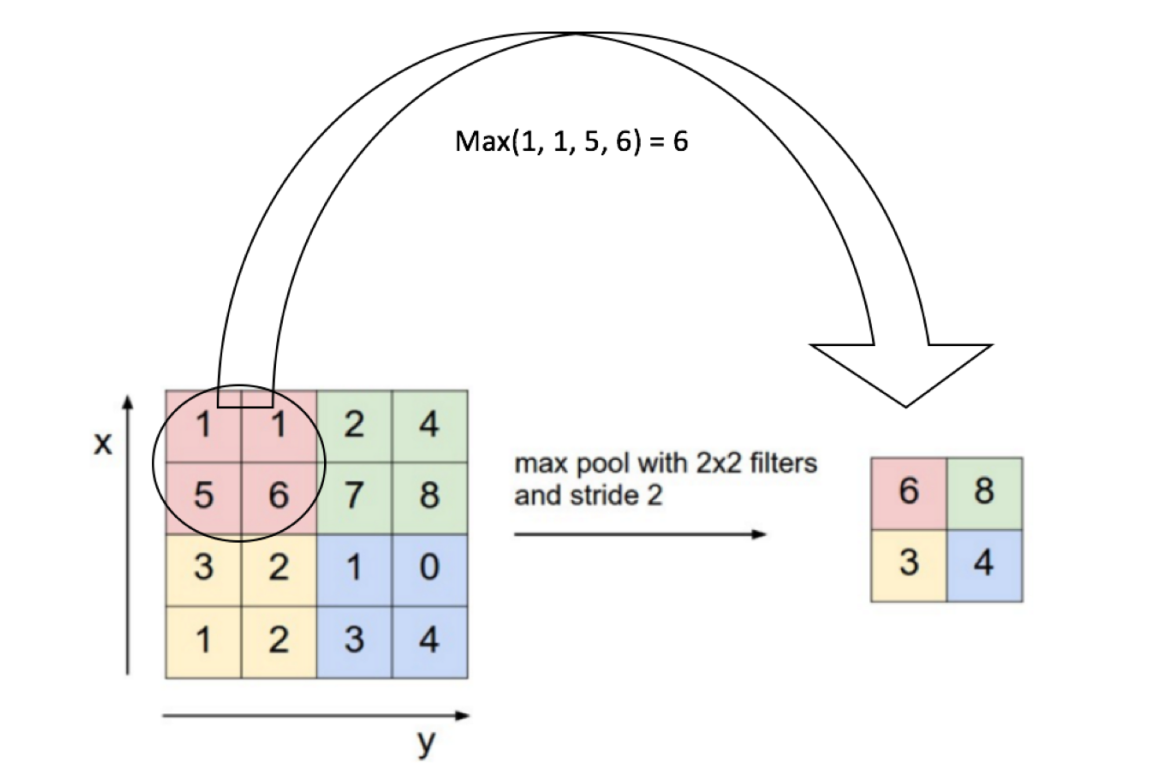 Max(1, 1, 5, 6) = 6
x
1 1 2 4
5 6 7 8
3 2 1 0
1 2 3 4
y
max pool with 2x2 filters
and stride 2
6 8
3 4